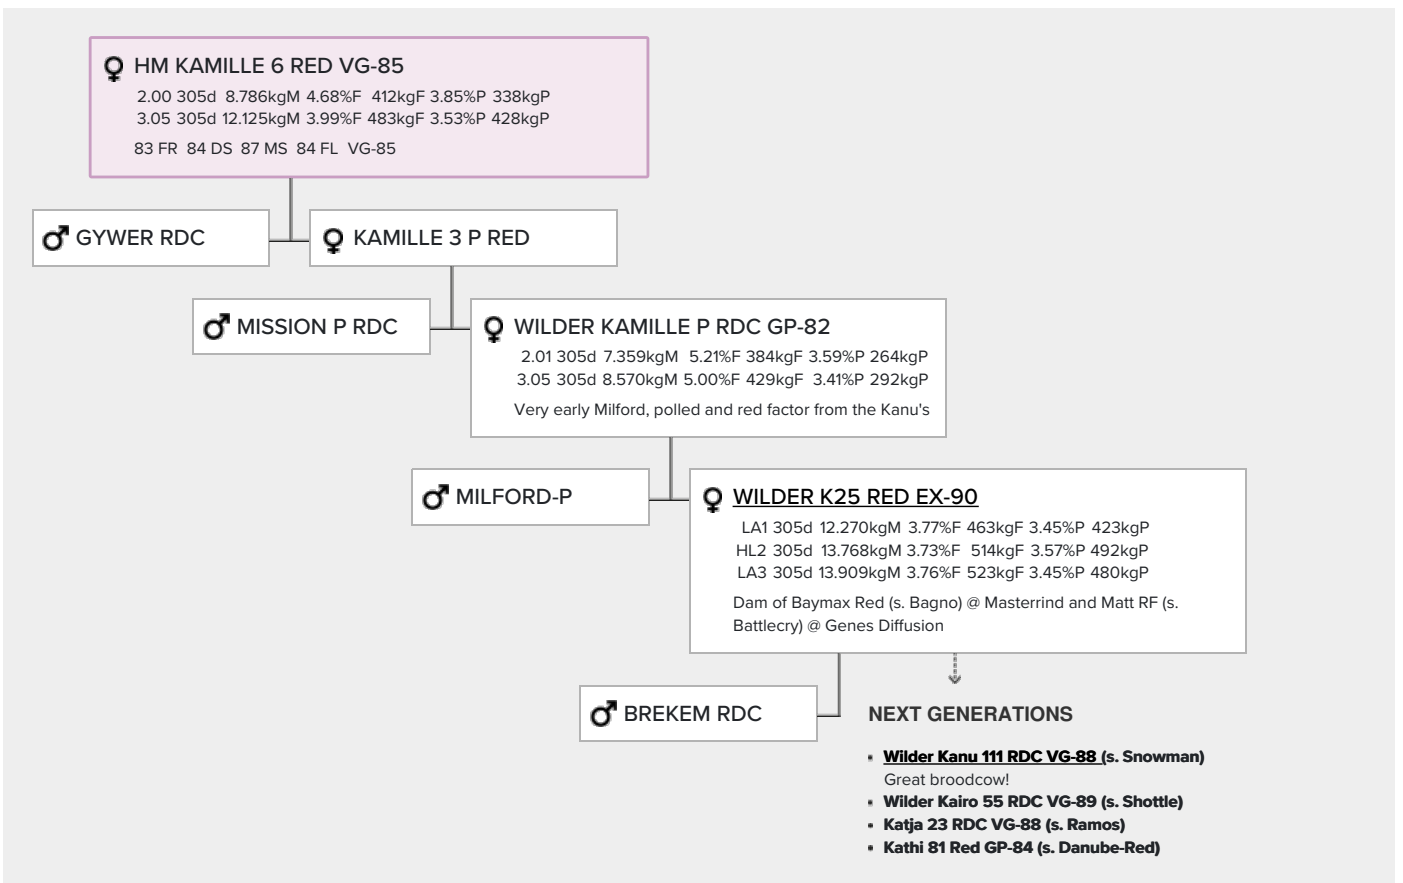 HM KAMILLE 6 RED VG-85
2.00 305d 8.786kgM 4.68%F 412kgF 3.85%P 338kgP
3.05 305d 12.125kgM 3.99%F 483kgF 3.53%P 428kgP
83 FR 84 DS 87 MS 84 FL VG-85
GYWER RDC
KAMILLE 3 P RED
MISSION P RDC
WILDER KAMILLE P RDC GP-82
2.01 305d 7.359kgM 5.21%F 384kgF 3.59%P 264kgP
3.05 305d 8.570kgM 5.00%F 429kgF 3.41%P 292kgP
Very early Milford, polled and red factor from the Kanu's
MILFORD-P
WILDER K25 RED EX-90
LA1 305d 12.270kgM 3.77%F 463kgF 3.45%P 423kgP
HL2 305d 13.768kgM 3.73%F 514kgF 3.57%P 492kgP
LA3 305d 13.909kgM 3.76%F 523kgF 3.45%P 480kgP
Dam of Baymax Red (s. Bagno) @ Masterrind and Matt RF (s.
Battlecry) @ Genes Diffusion
BREKEM RDC
NEXT GENERATIONS
Wilder Kanu 111 RDC VG-88 (s. Snowman)
Great broodcow!
Wilder Kairo 55 RDC VG-89 (s. Shottle)
Katja 23 RDC VG-88 (s. Ramos)
Kathi 81 Red GP-84 (s. Danube-Red)